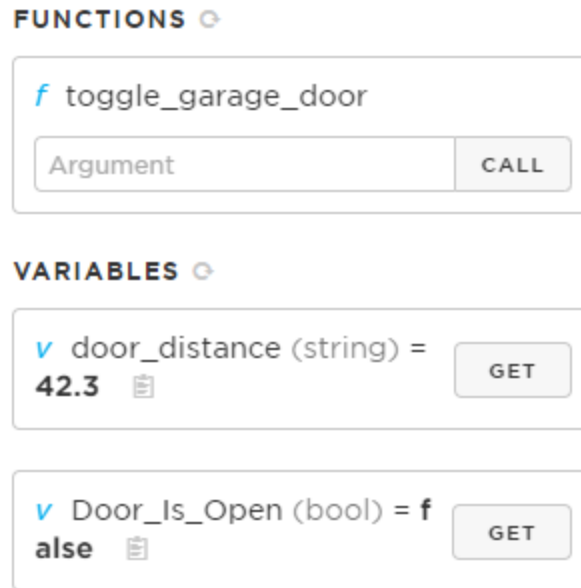 FUNCTIONS
f toggle_garage_door
Argument CALL
VARIABLES
v door_distance (string) =
42.3
GET
v Door_Is_Open (bool) = f
alse
GET